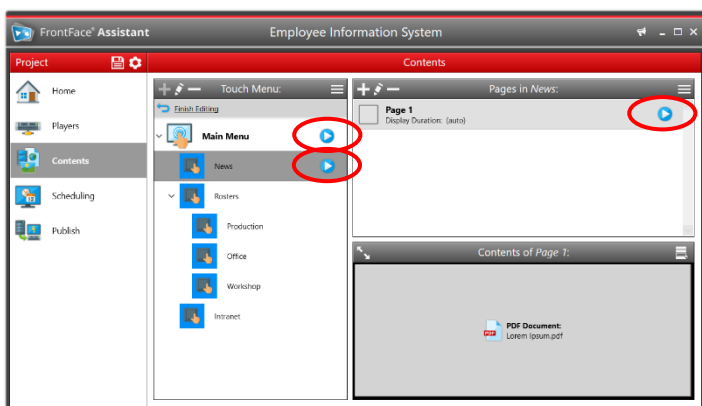 FrontFace® Assistant
Employee Information System
Project
Contents
Home
Players
Contents
Scheduling
Publish
Touch Menu:
Finish Editing
Main Menu
News
Rosters
Production
Office
Workshop
Intranet
Pages in News:
Page 1
Display Duration: (auto)
Contents of Page 1:
PDF
PDF Document:
Lorem Ipsum.pdf